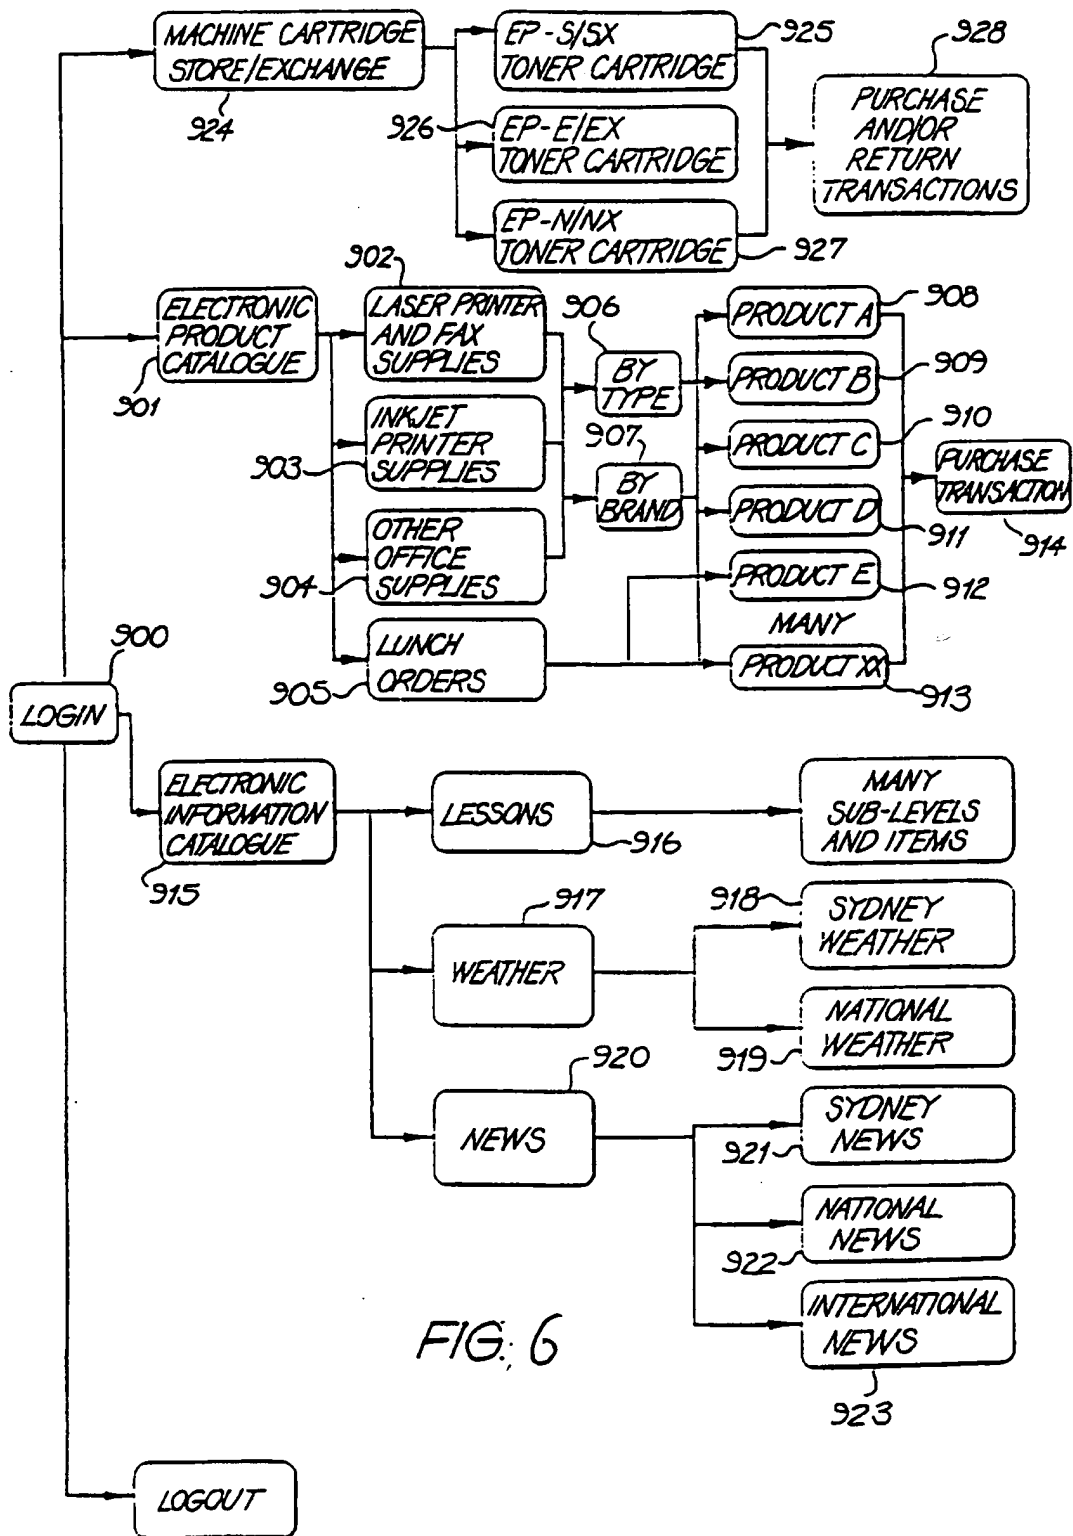 MACHINE CARTRIDGE
STORE/EXCHANGE
924
EP-S/SX
TONER CARTRIDGE
925
926
EP-E/EX
TONER CARTRIDGE
EP-N/NX
TONER CARTRIDGE
927
928
PURCHASE
AND/OR
RETURN
TRANSACTIONS
ELECTRONIC
PRODUCT
CATALOGUE
901
902
LASER PRINTER
AND FAX
SUPPLIES
INKJET
PRINTER
SUPPLIES
903
OTHER
OFFICE
SUPPLIES
904
LUNCH
ORDERS
905
906
BY
TYPE
907
BY
BRAND
PRODUCT A
908
PRODUCT B
909
PRODUCT C
910
PRODUCT D
911
PRODUCT E
912
MANY
PRODUCT XX
913
PURCHASE
TRANSACTION
914
900
LOGIN
ELECTRONIC
INFORMATION
CATALOGUE
915
LESSONS
916
MANY
SUB-LEVELS
AND ITEMS
917
WEATHER
918
SYDNEY
WEATHER
NATIONAL
WEATHER
919
920
NEWS
SYDNEY
NEWS
921
NATIONAL
NEWS
922
INTERNATIONAL
NEWS
923
FIG. 6
LOGOUT